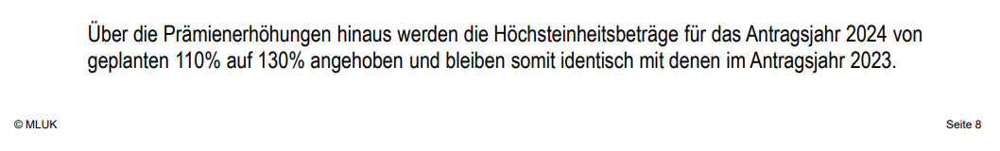 Über die Prämienerhöhungen hinaus werden die Höchsteinheitsbeträge für das Antragsjahr 2024 von
geplanten 110% auf 130% angehoben und bleiben somit identisch mit denen im Antragsjahr 2023.
© MLUK
Seite 8